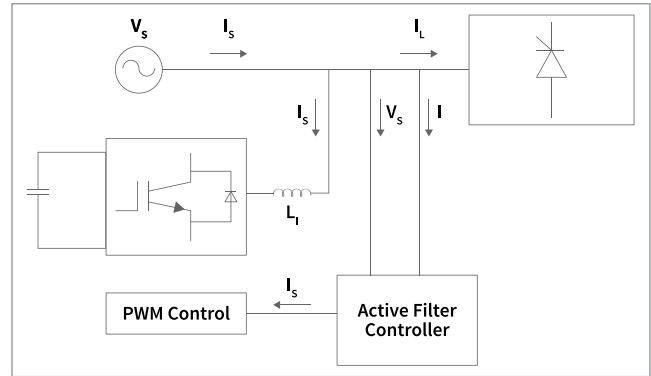 Vs
Is
IL
Is
Vs
I
LI
Is
PWM Control
Active Filter
Controller